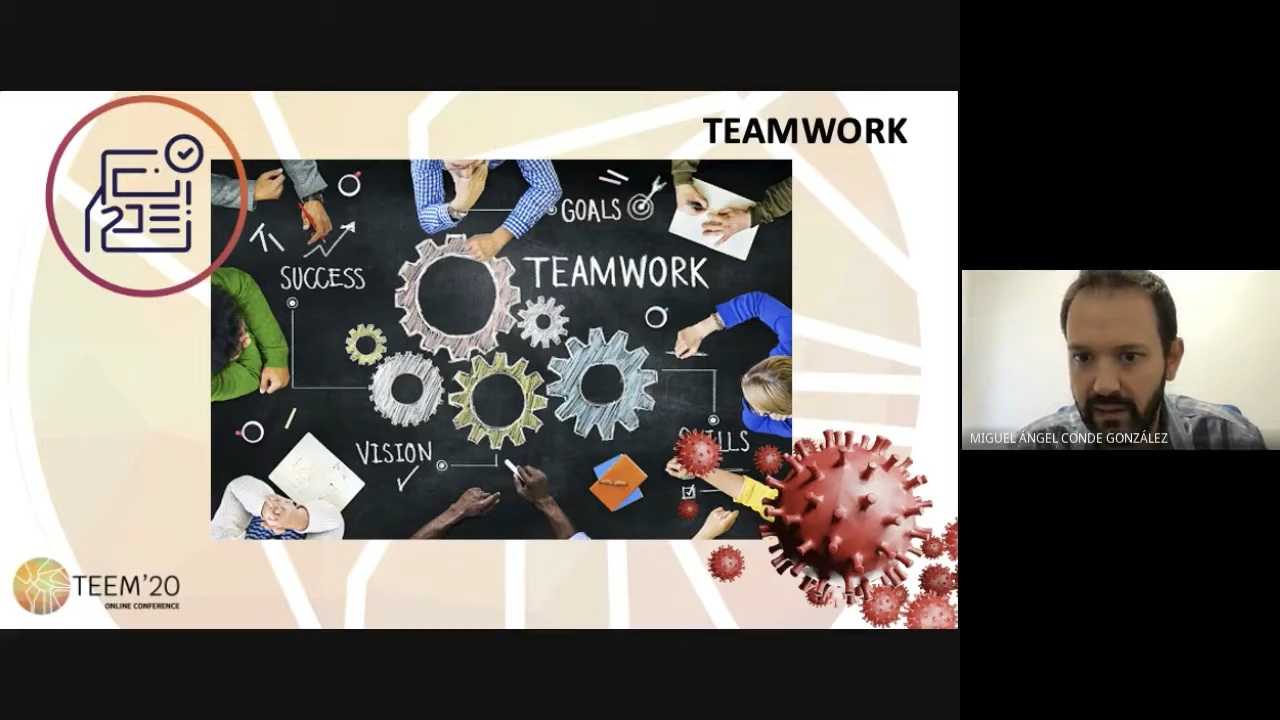 TEAMWORK
GOALS
TEAMWORK
SUCCESS
VISION
MIGUEL ÁNGEL CONDE GONZÁLEZ
TEEM'20
ONLINE CONFERENCE